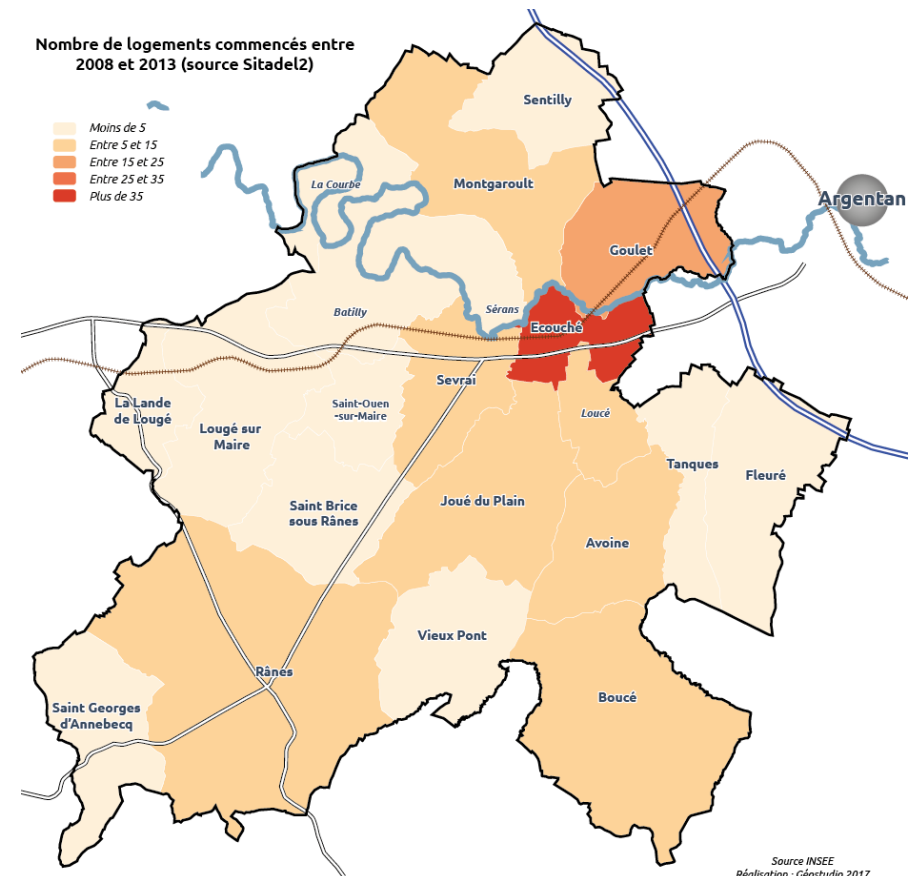 Nombre de logements commencés entre
2008 et 2013 (source Sitadel2)
Moins de 5
Entre 5 et 15
Entre 15 et 25
Entre 25 et 35
Plus de 35
Sentilly
La Courbe
Montgaroult
Argentan
Goulet
Batilly
Sérans
Ecouché
Sevrai
La Lande
de Lougé
Lougé sur
Maire
Saint-Ouen
-sur-Maire
Loucé
Tanques
Fleuré
Saint Brice
sous Rânes
Joué du Plain
Avoine
Vieux Pont
Rânes
Saint Georges
d'Annebecq
Boucé
Source INSEE
Réalisation : Géostudio 2017